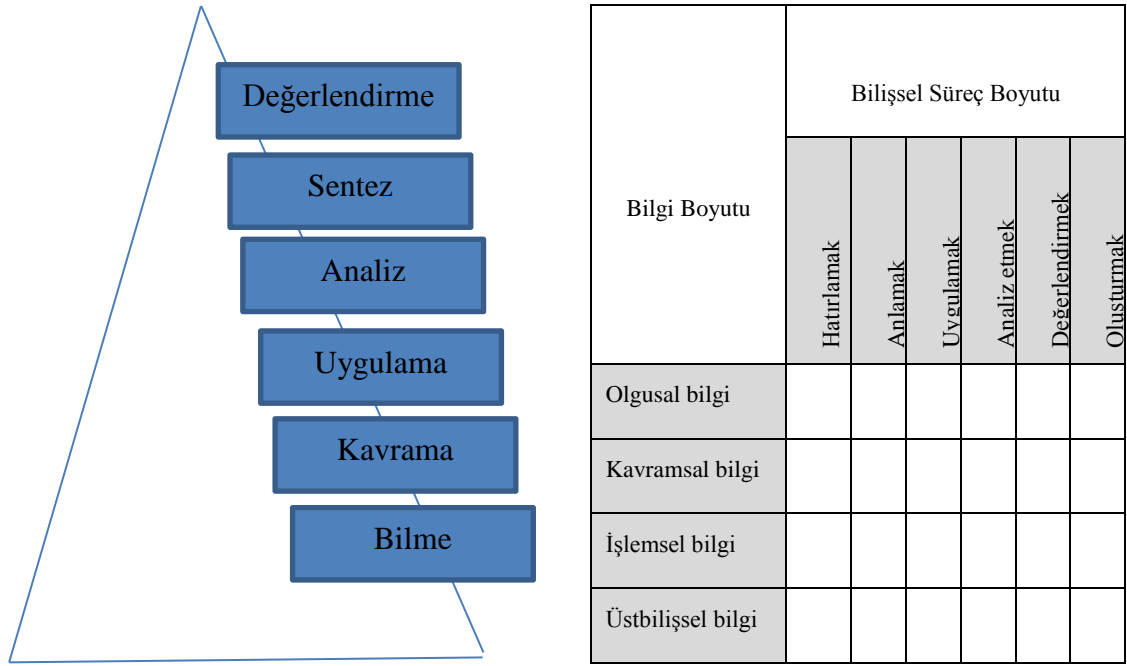 Değerlendirme
Sentez
Analiz
Uygulama
Kavrama
Bilme
Bilgi Boyutu
Bilişsel Süreç Boyutu
Hatırlamak
Anlamak
Uygulamak
Analiz etmek
Değerlendirmek
Oluşturmak
Olgusal bilgi
Kavramsal bilgi
İşlemsel bilgi
Üstbilişsel bilgi